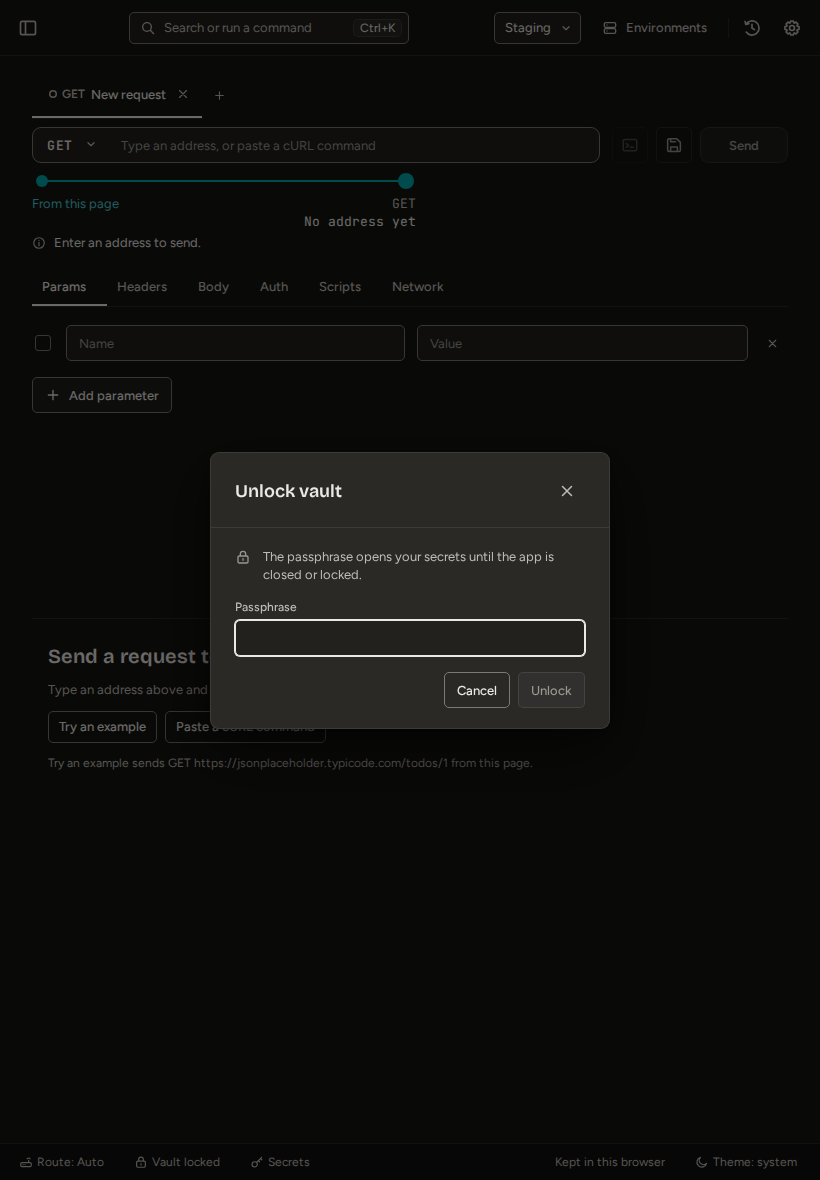 Search or run a command Ctrl+K Staging Environments
GET New request
GET Type an address, or paste a cURL command Send
From this page GET
No address yet
Enter an address to send.
Params Headers Body Auth Scripts Network
Name Value
Add parameter
Unlock vault
The passphrase opens your secrets until the app is
closed or locked.
Passphrase
Cancel Unlock
Send a request t
Type an address above and
Try an example Paste a cURL command
Try an example sends GET https://jsonplaceholder.typicode.com/todos/1 from this page.
Route: Auto Vault locked Secrets Kept in this browser Theme: system